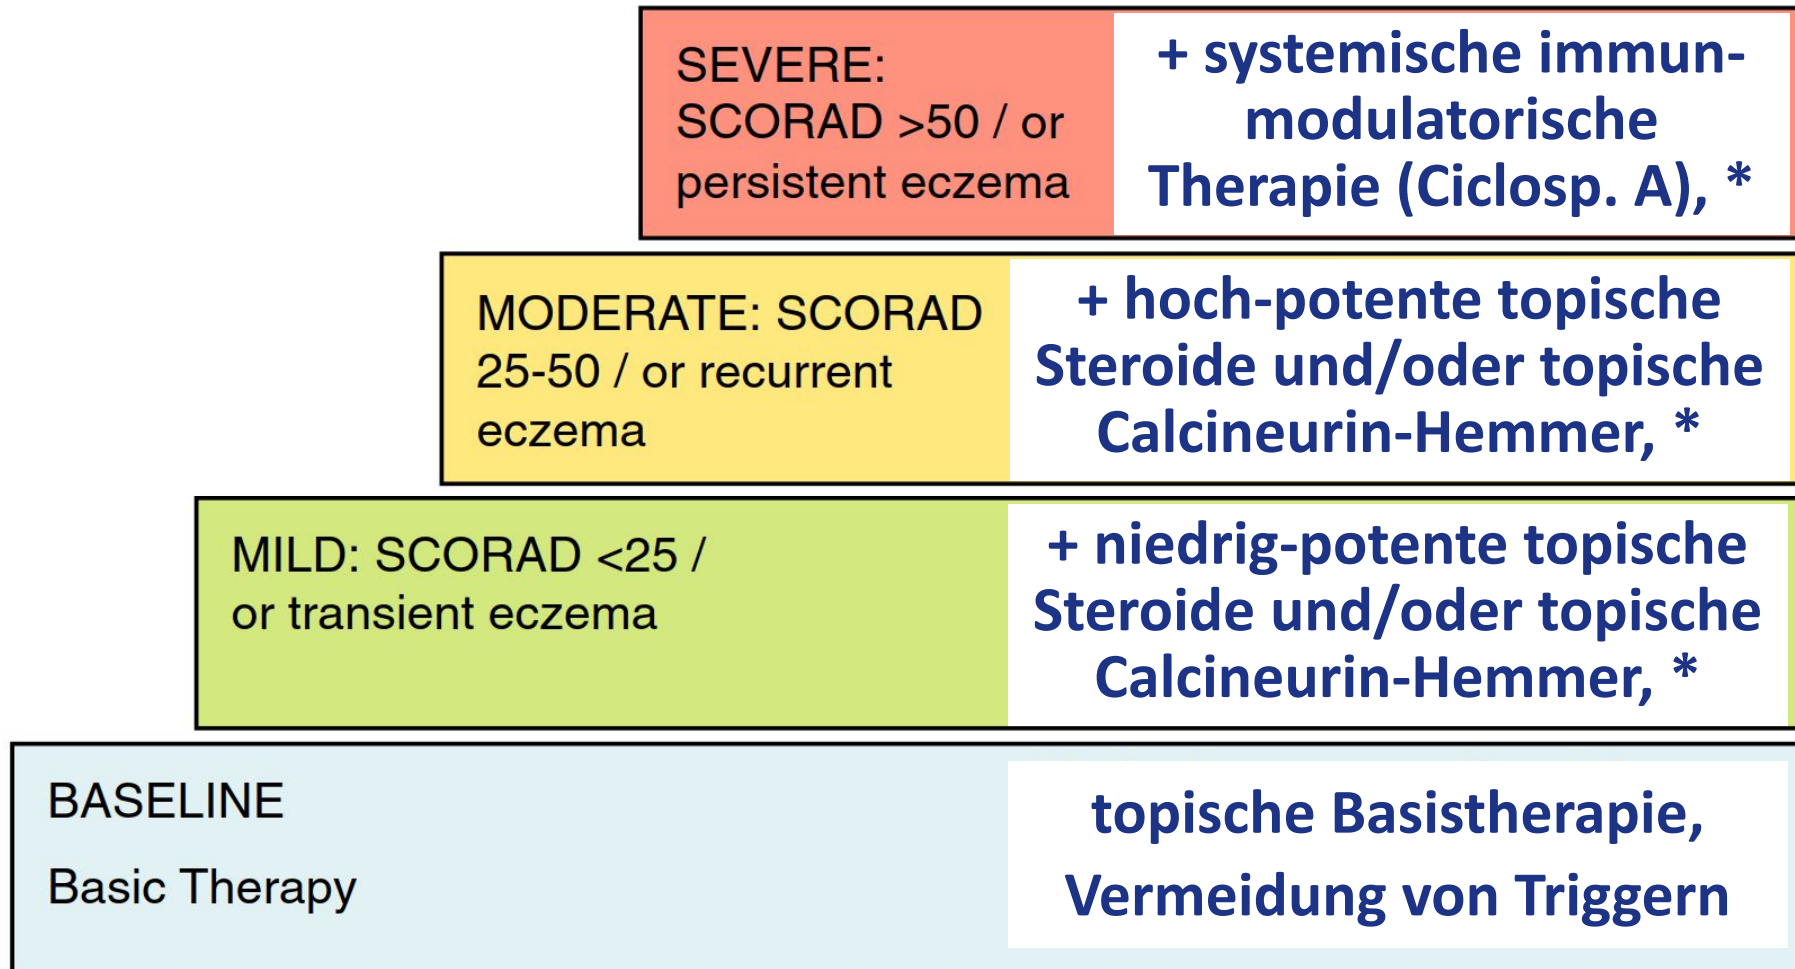 SEVERE:
SCORAD >50 / or
persistent eczema
+ systemische immun-
modulatorische
Therapie (Ciclosp. A), *
MODERATE: SCORAD
25-50 / or recurrent
eczema
+ hoch-potente topische
Steroide und/oder topische
Calcineurin-Hemmer, *
MILD: SCORAD <25 /
or transient eczema
+ niedrig-potente topische
Steroide und/oder topische
Calcineurin-Hemmer, *
BASELINE
Basic Therapy
topische Basistherapie,
Vermeidung von Triggern